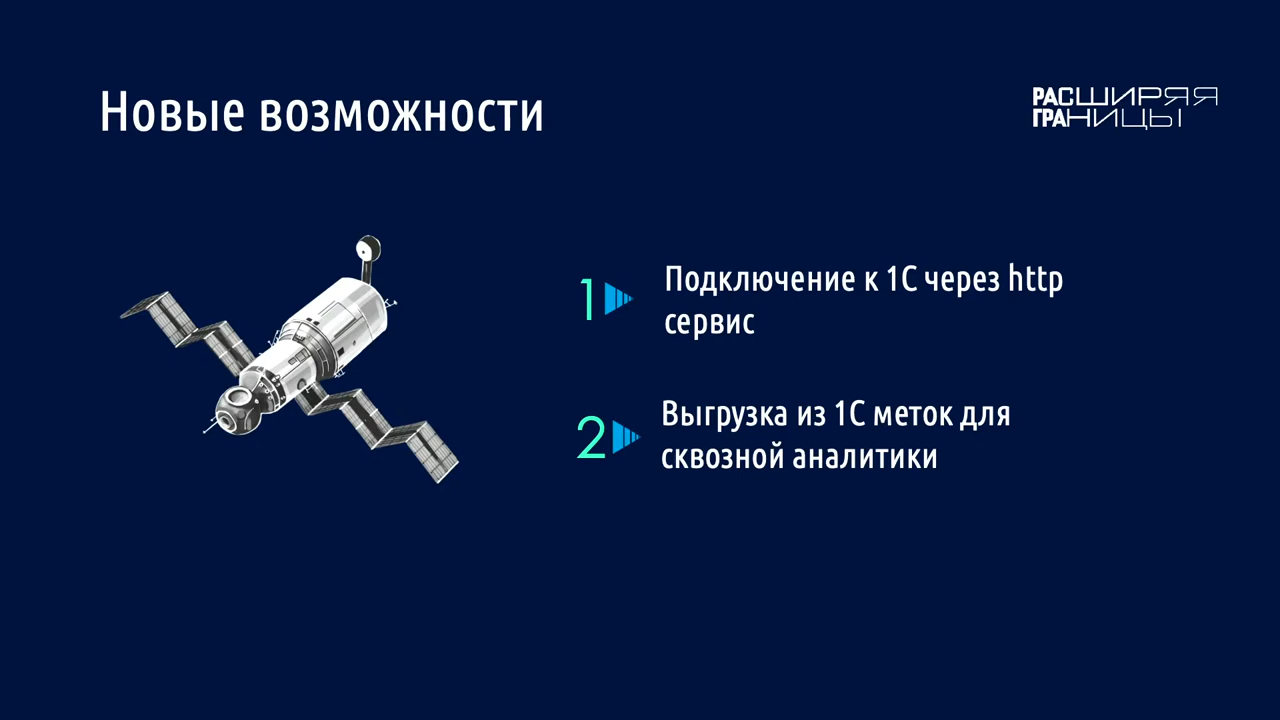 Новые возможности
РАСШИРЯЯ
ГРАНИЦЫ
1
Подключение к 1С через http
сервис
2
Выгрузка из 1С меток для
сквозной аналитики